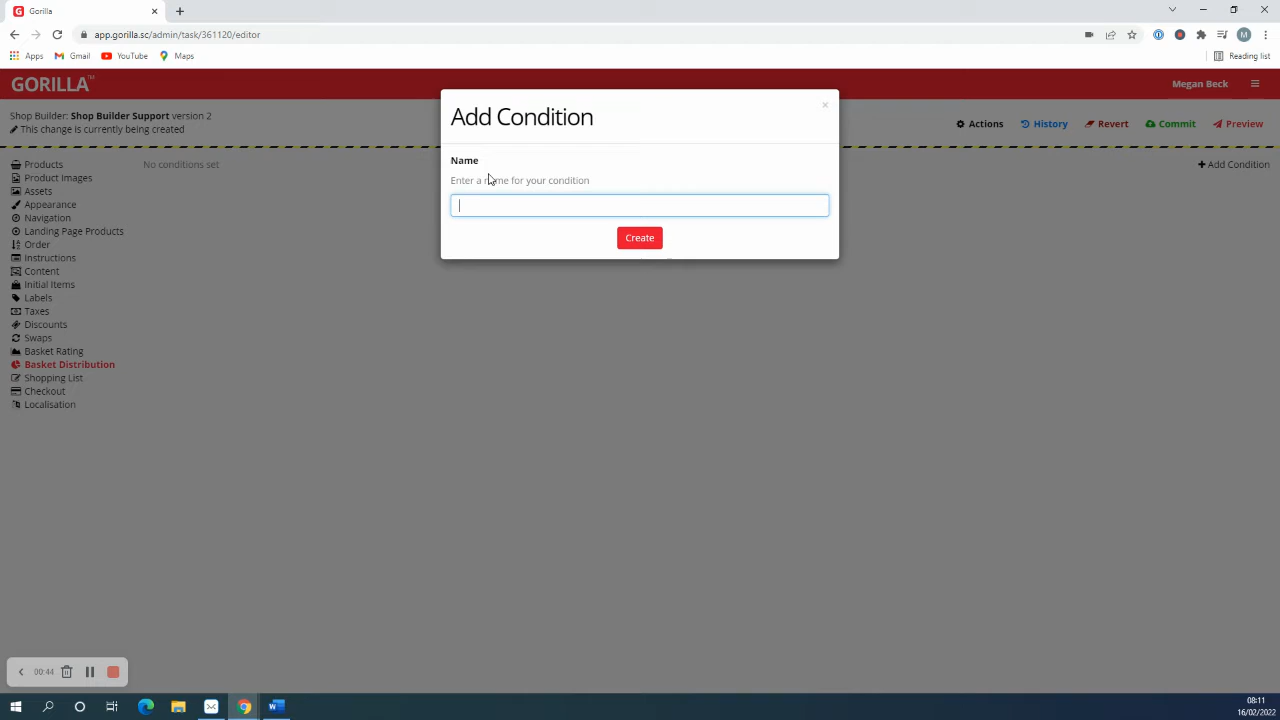 Gorilla
app.gorilla.sc/admin/task/361120/editor
Apps Gmail YouTube Maps Reading list
GORILLA™ Megan Beck
Shop Builder: Shop Builder Support version 2
This change is currently being created
Actions History Revert Commit Preview
Products
Product Images
Assets
Appearance
Navigation
Landing Page Products
Order
Instructions
Content
Initial Items
Labels
Taxes
Discounts
Swaps
Basket Rating
Basket Distribution
Shopping List
Checkout
Localisation
No conditions set
Add Condition
Add Condition
×
Name
Enter a name for your condition
Create
00:44
08:11
16/02/2022